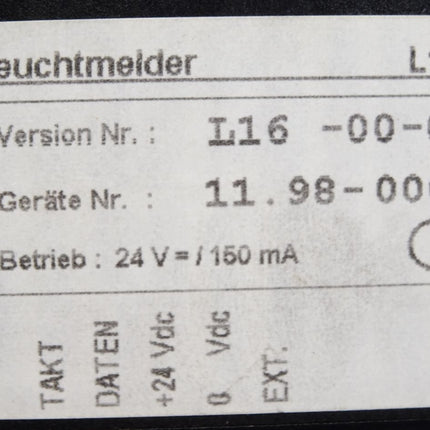 euchtmelder L
Version Nr. : L16 -00-
Geräte Nr. : 11.98-00
Betrieb : 24 V = / 150 mA
TAKT
DATEN
+24 Vdc
0 Vdc
EXT.